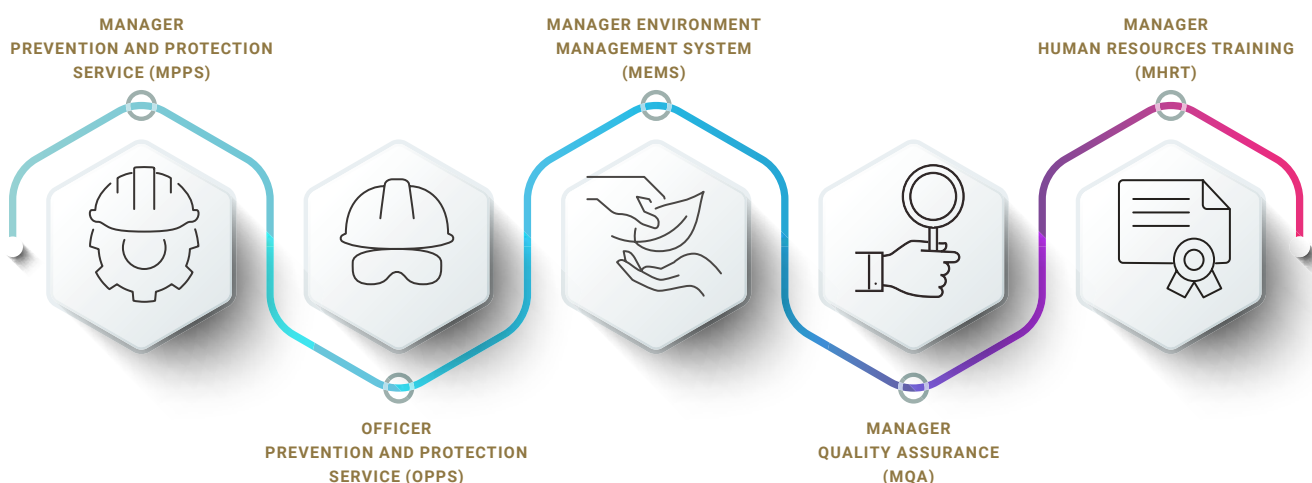 MANAGER
PREVENTION AND PROTECTION
SERVICE (MPPS)
OFFICER
PREVENTION AND PROTECTION
SERVICE (OPPS)
MANAGER ENVIRONMENT
MANAGEMENT SYSTEM
(MEMS)
MANAGER
QUALITY ASSURANCE
(MQA)
MANAGER
HUMAN RESOURCES TRAINING
(MHRT)